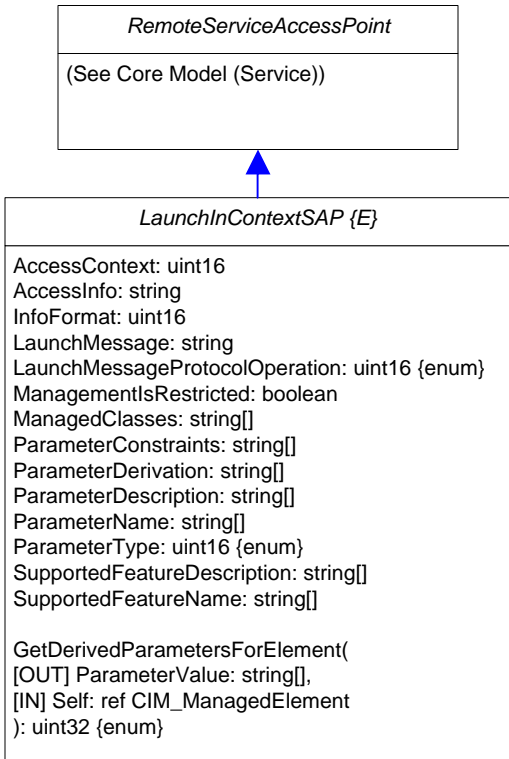 RemoteServiceAccessPoint
(See Core Model (Service))
LaunchInContextSAP {E}
AccessContext: uint16
AccessInfo: string
InfoFormat: uint16
LaunchMessage: string
LaunchMessageProtocolOperation: uint16 {enum}
ManagementIsRestricted: boolean
ManagedClasses: string[]
ParameterConstraints: string[]
ParameterDerivation: string[]
ParameterDescription: string[]
ParameterName: string[]
ParameterType: uint16 {enum}
SupportedFeatureDescription: string[]
SupportedFeatureName: string[]
GetDerivedParametersForElement(
[OUT] ParameterValue: string[],
[IN] Self: ref CIM_ManagedElement
): uint32 {enum}